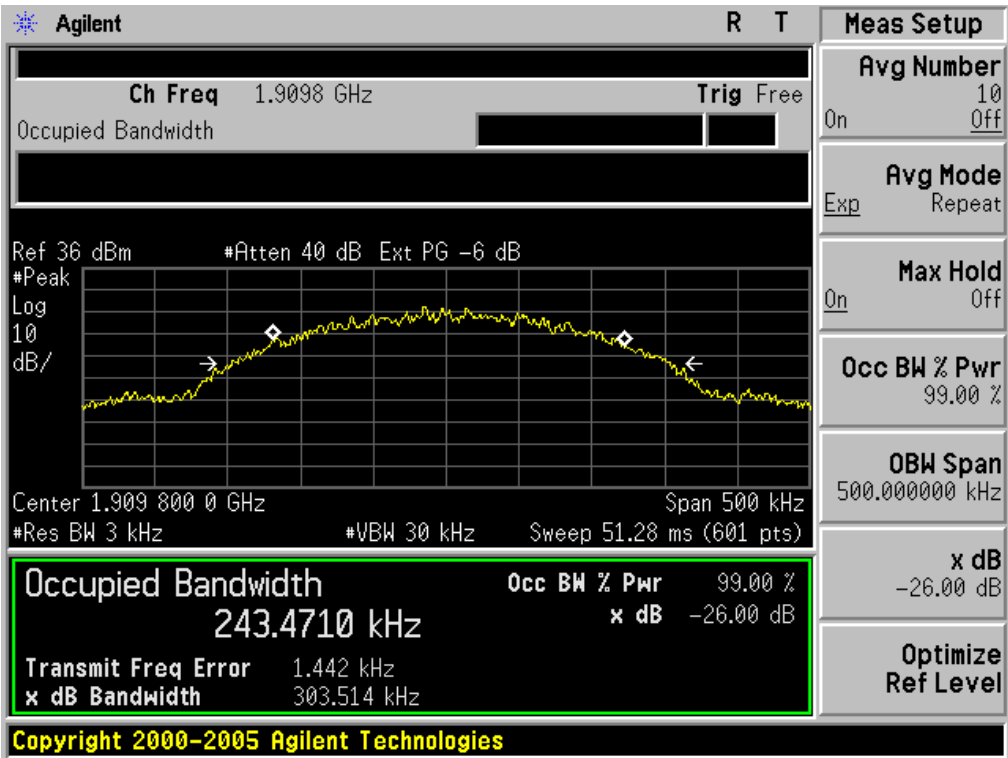 Agilent R T
Meas Setup
Ch Freq 1.9098 GHz Trig Free
Occupied Bandwidth
Ref 36 dBm #Atten 40 dB Ext PG -6 dB
#Peak
Log
10
dB/
Center 1.909 800 0 GHz Span 500 kHz
#Res BW 3 kHz #VBW 30 kHz Sweep 51.28 ms (601 pts)
Occupied Bandwidth Occ BW % Pwr 99.00 %
243.4710 kHz x dB -26.00 dB
Transmit Freq Error 1.442 kHz
x dB Bandwidth 303.514 kHz
Copyright 2000-2005 Agilent Technologies
Avg Number
10
On Off
Avg Mode
Exp Repeat
Max Hold
On Off
Occ BW % Pwr
99.00 %
OBW Span
500.000000 kHz
x dB
-26.00 dB
Optimize
Ref Level